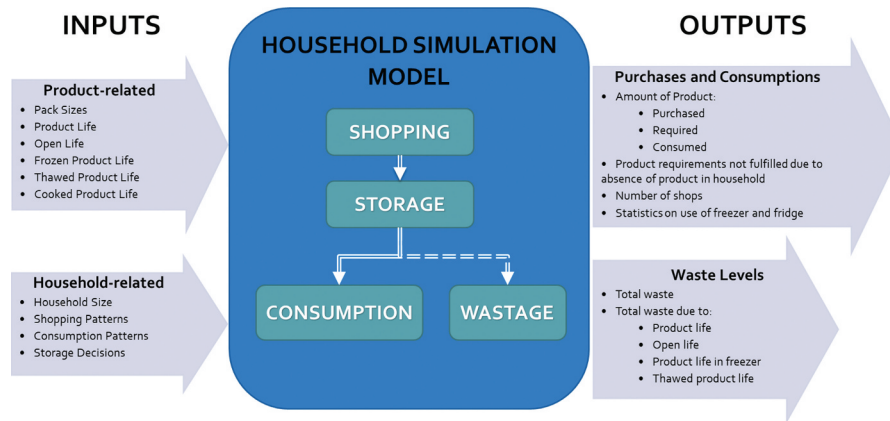 INPUTS
Product-related
• Pack Sizes
• Product Life
• Open Life
• Frozen Product Life
• Thawed Product Life
• Cooked Product Life
Household-related
• Household Size
• Shopping Patterns
• Consumption Patterns
• Storage Decisions
HOUSEHOLD SIMULATION
MODEL
SHOPPING
STORAGE
CONSUMPTION
WASTAGE
OUTPUTS
Purchases and Consumptions
• Amount of Product:
• Purchased
• Required
• Consumed
• Product requirements not fulfilled due to
absence of product in household
• Number of shops
• Statistics on use of freezer and fridge
Waste Levels
• Total waste
• Total waste due to:
• Product life
• Open life
• Product life in freezer
• Thawed product life